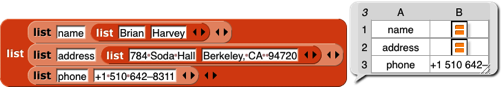 list name list Brian Harvey
list list address list 784 Soda Hall Berkeley, CA 94720
list phone +1-510-642-8311
3 A B
1 name
2 address
3 phone +1 510 642–